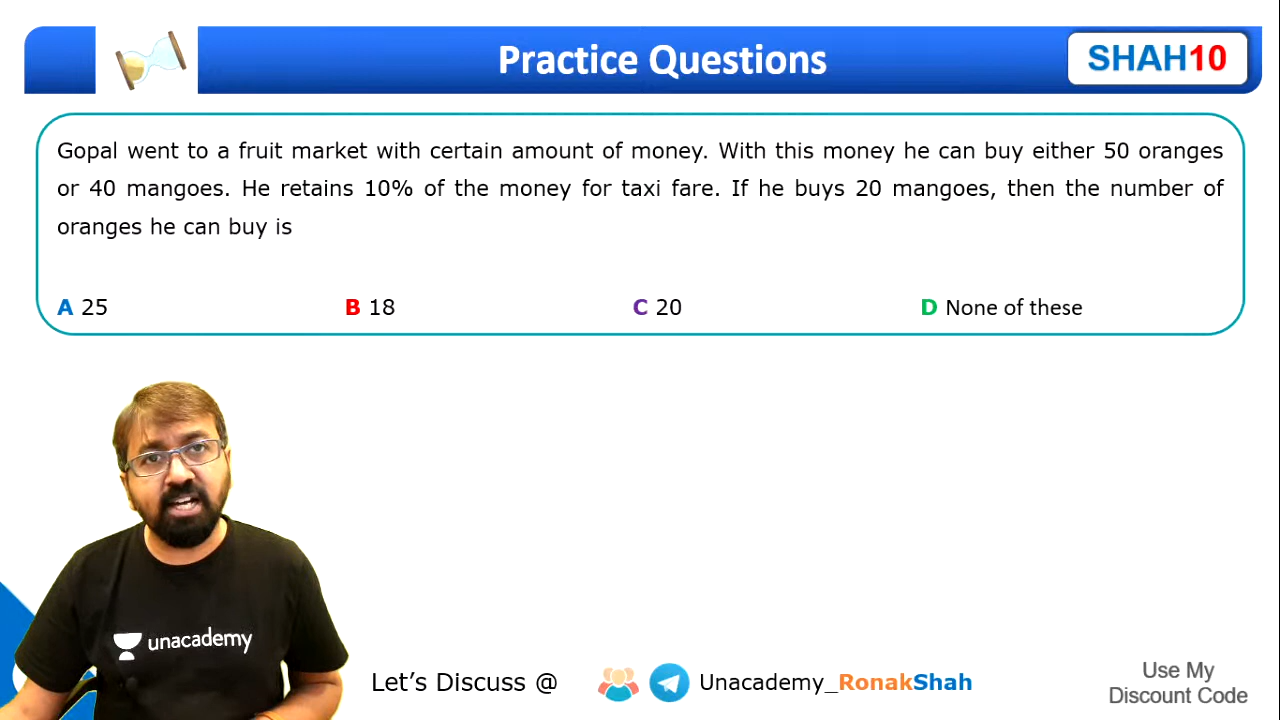 Practice Questions
SHAH10
Gopal went to a fruit market with certain amount of money. With this money he can buy either 50 oranges
or 40 mangoes. He retains 10% of the money for taxi fare. If he buys 20 mangoes, then the number of
oranges he can buy is
A 25 B 18 C 20 D None of these
unacademy
Let’s Discuss @ Unacademy_RonakShah
Use My
Discount Code